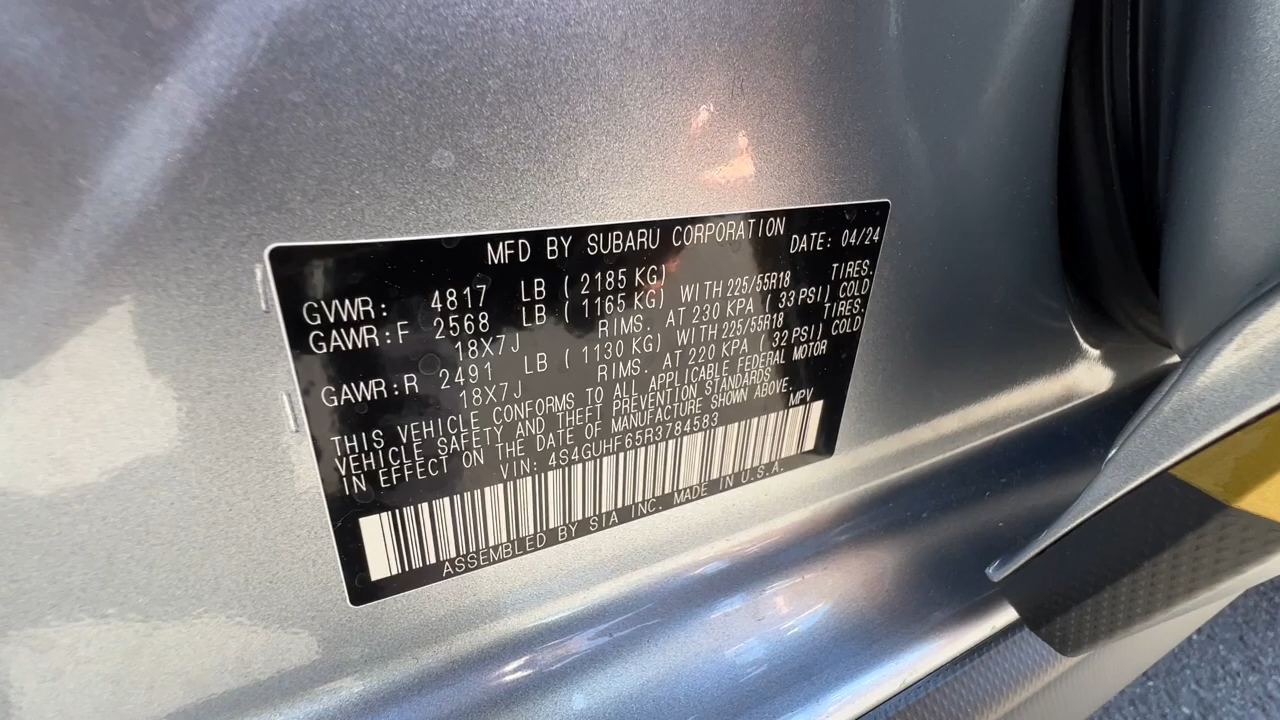 MFD BY SUBARU CORPORATION DATE: 04/24
GVWR: 4817 LB ( 2185 KG)
GAWR:F 2568 LB ( 1165 KG) WITH 225/55R18 TIRES.
18X7J RIMS. AT 230 KPA ( 33 PSI) COLD
GAWR:R 2491 LB ( 1130 KG) WITH 225/55R18 TIRES.
18X7J RIMS. AT 220 KPA ( 32 PSI) COLD
THIS VEHICLE CONFORMS TO ALL APPLICABLE FEDERAL MOTOR
VEHICLE SAFETY AND THEFT PREVENTION STANDARDS
IN EFFECT ON THE DATE OF MANUFACTURE SHOWN ABOVE.
VIN: 4S4GUHF65R3784583 MPV
ASSEMBLED BY SIA INC. MADE IN U.S.A.